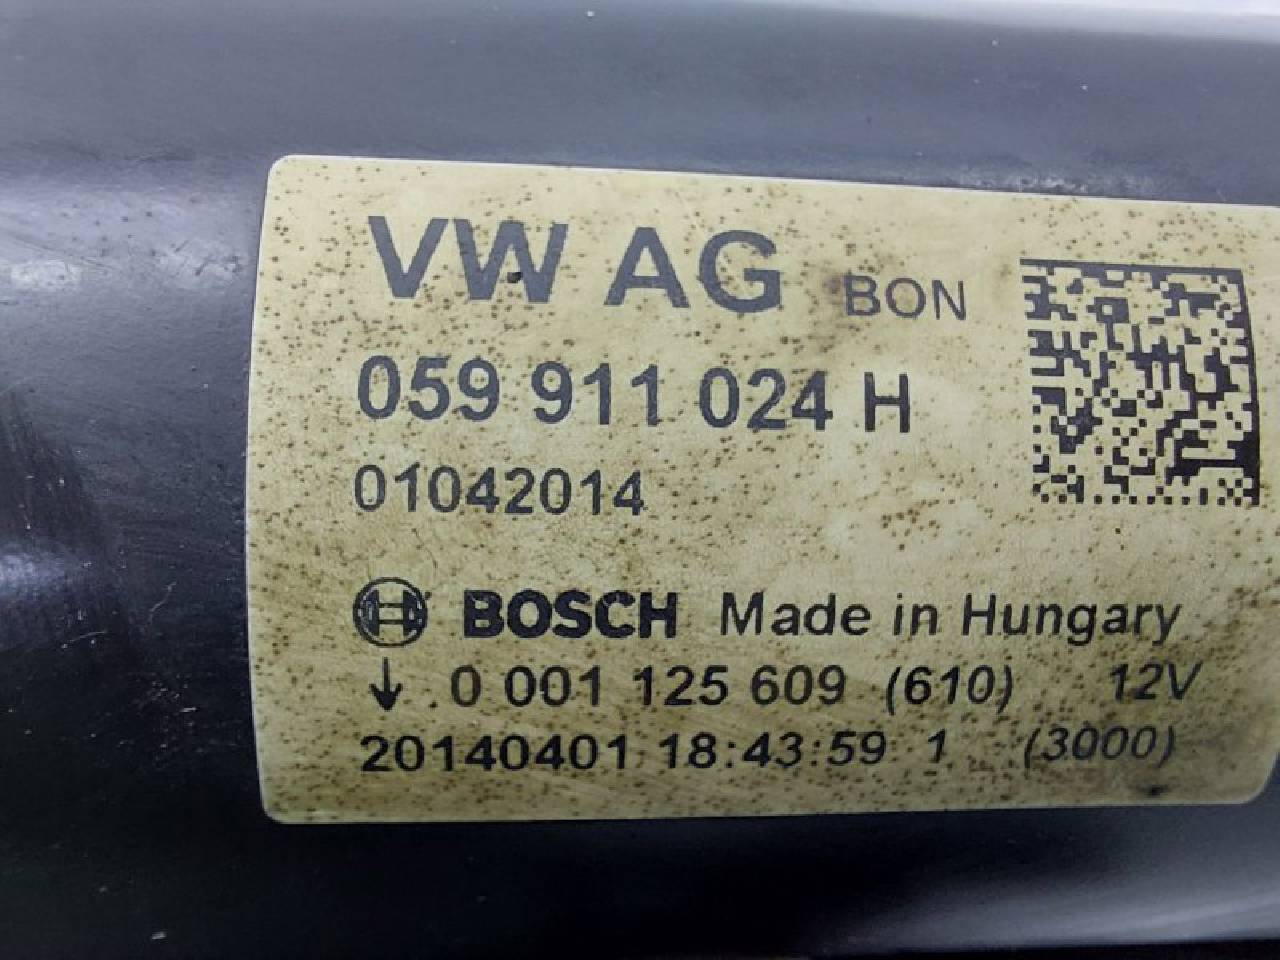 VW AG BON
059 911 024 H
01042014
BOSCH Made in Hungary
↓ 0 001 125 609 (610) 12V
20140401 18:43:59 1 (3000)